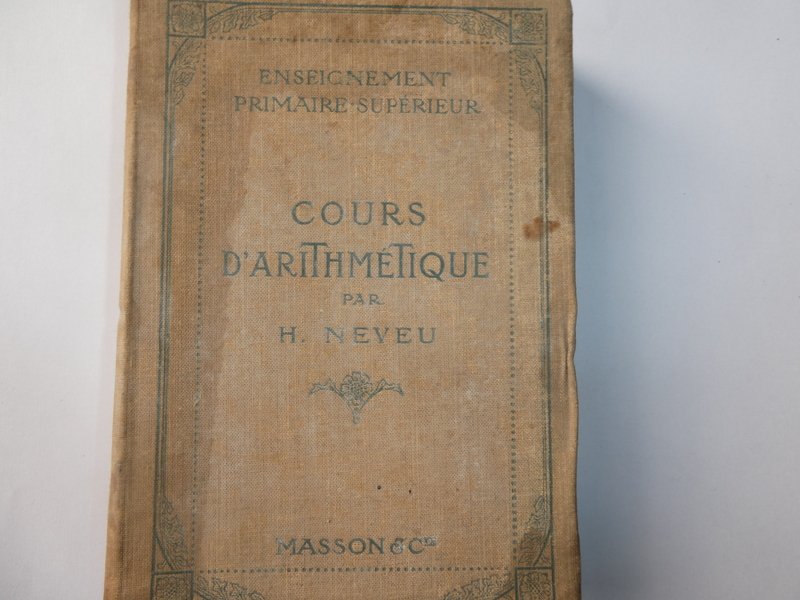 ENSEIGNEMENT
PRIMAIRE-SUPÉRIEUR
COURS
D'ARITHMÉTIQUE
PAR
H. NEVEU
MASSON & Cie